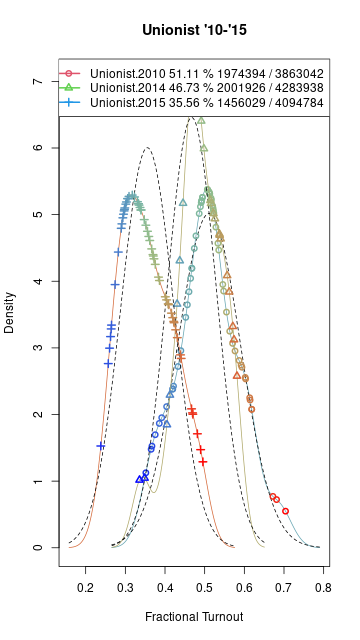 Unionist '10-'15
Unionist.2010 51.11 % 1974394 / 3863042
Unionist.2014 46.73 % 2001926 / 4283938
Unionist.2015 35.56 % 1456029 / 4094784
7
6
5
4
3
2
1
0
Density
0.2 0.3 0.4 0.5 0.6 0.7 0.8
Fractional Turnout